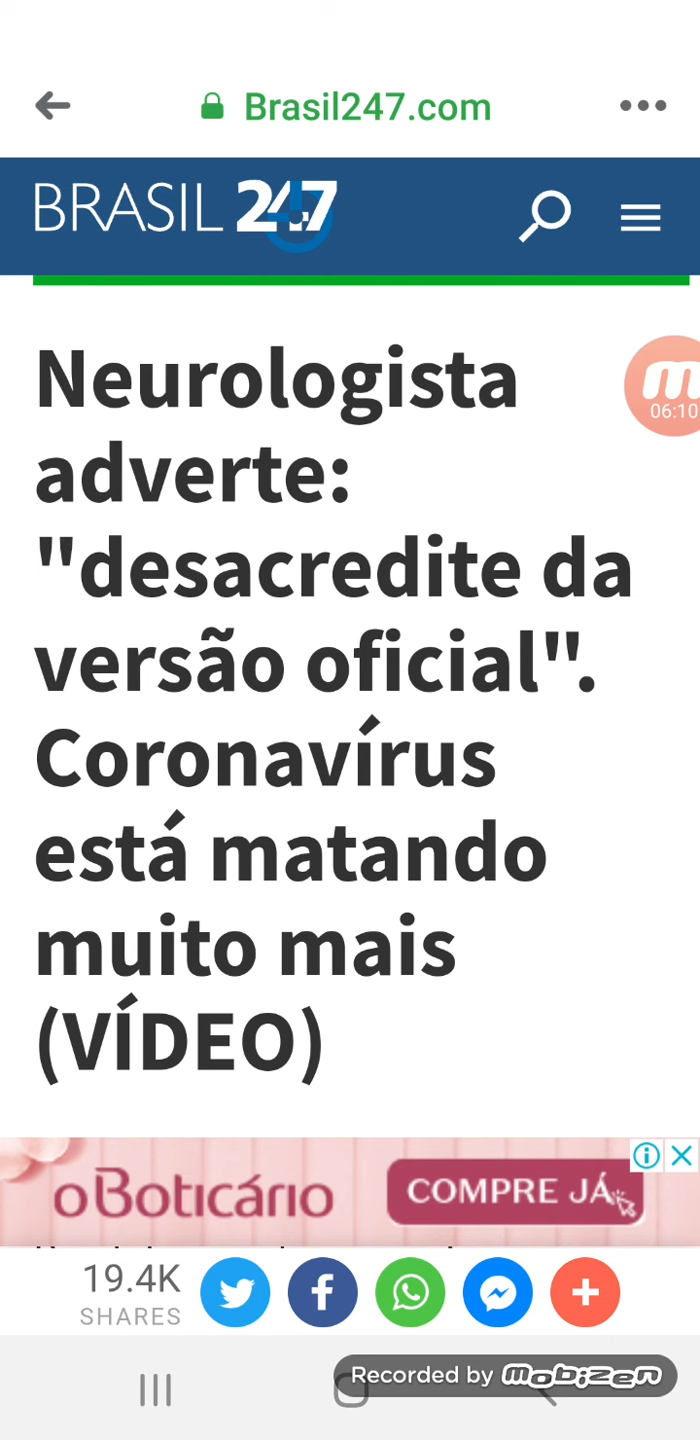 Brasil247.com
BRASIL 247
06:10
Neurologista
adverte:
"desacredite da
versão oficial".
Coronavírus
está matando
muito mais
(VÍDEO)
oBoticário
COMPRE JÁ
19.4K
SHARES
Recorded by mobizen